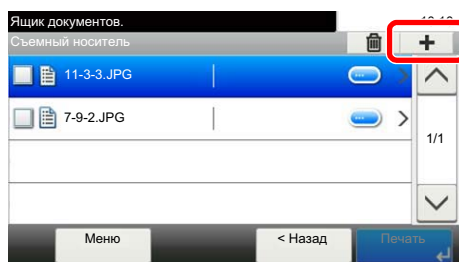 Ящик документов.
Съемный носитель
11-3-3.JPG
7-9-2.JPG
1/1
Меню
< Назад
Печать